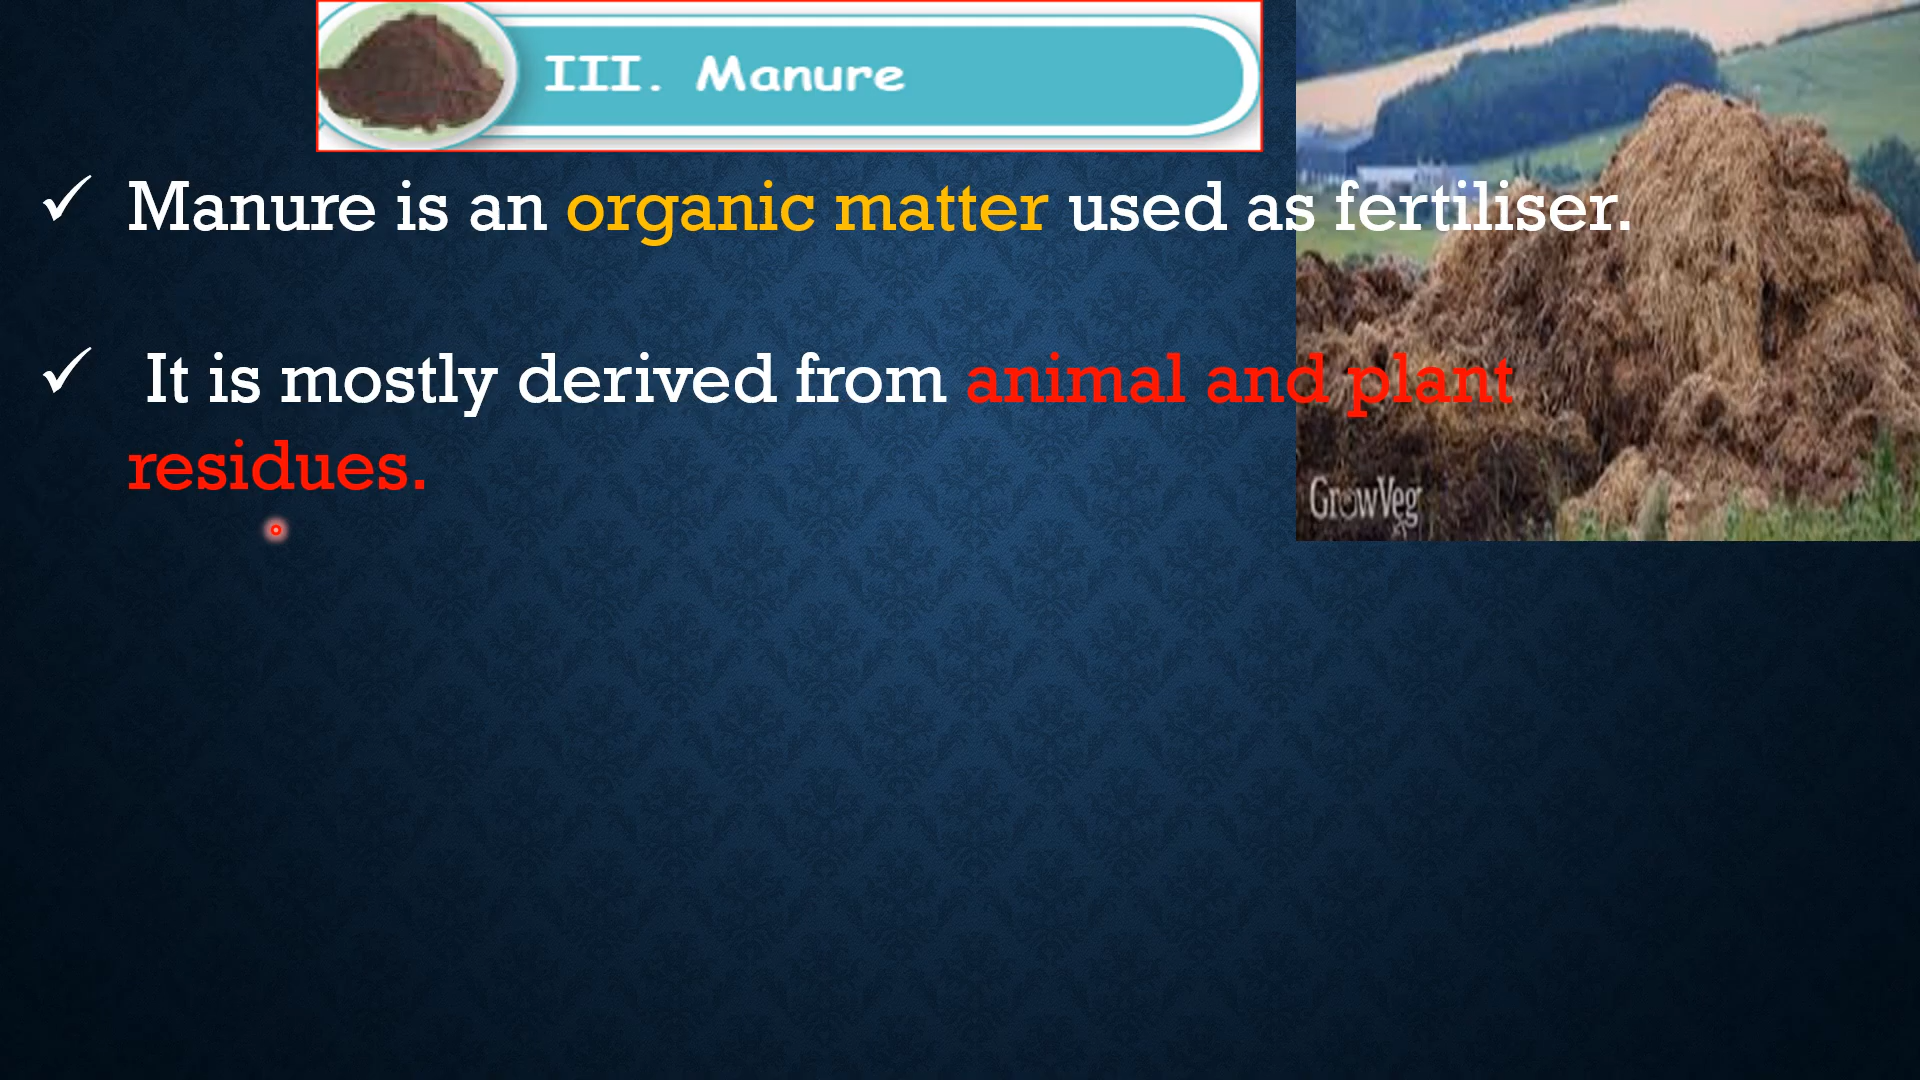 III. Manure
✓ Manure is an organic matter used as fertiliser.
✓ It is mostly derived from animal and plant
residues.
GrowVeg